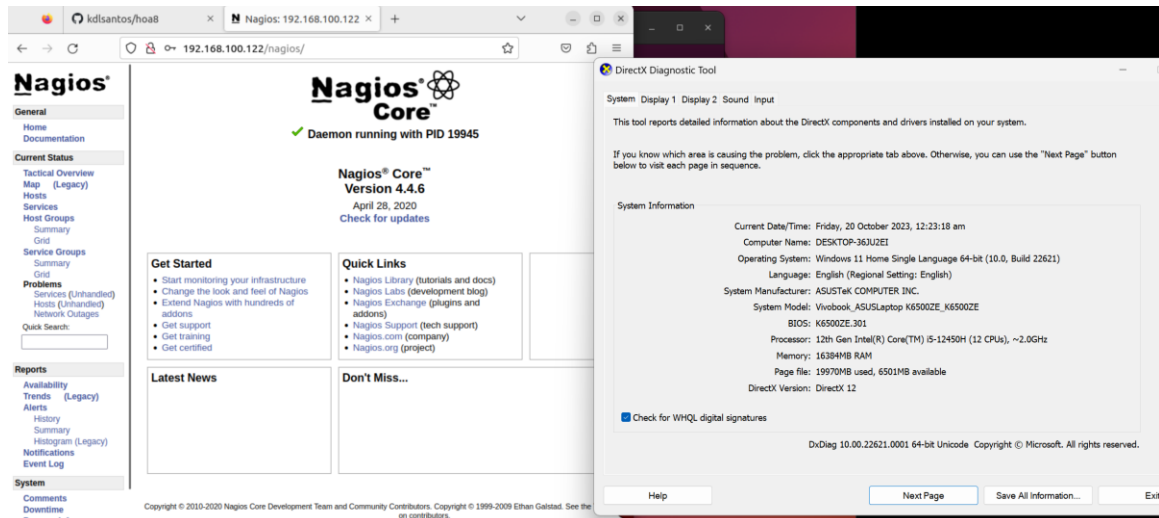 kdlsantos/hoa8
Nagios: 192.168.100.122
192.168.100.122/nagios/
Nagios®
General
Home
Documentation
Current Status
Tactical Overview
Map (Legacy)
Hosts
Services
Host Groups
Summary
Grid
Service Groups
Summary
Grid
Problems
Services (Unhandled)
Hosts (Unhandled)
Network Outages
Quick Search:
Reports
Availability
Trends (Legacy)
Alerts
History
Summary
Histogram (Legacy)
Notifications
Event Log
System
Comments
Downtime
Nagios®
Core™
Daemon running with PID 19945
Nagios® Core™
Version 4.4.6
April 28, 2020
Check for updates
Get Started
• Start monitoring your infrastructure
• Change the look and feel of Nagios
• Extend Nagios with hundreds of
addons
• Get support
• Get training
• Get certified
Quick Links
• Nagios Library (tutorials and docs)
• Nagios Labs (development blog)
• Nagios Exchange (plugins and
addons)
• Nagios Support (tech support)
• Nagios.com (company)
• Nagios.org (project)
Latest News
Don't Miss...
Copyright © 2010-2020 Nagios Core Development Team and Community Contributors. Copyright © 1999-2009 Ethan Galstad. See the
on contributors.
DirectX Diagnostic Tool
System Display 1 Display 2 Sound Input
This tool reports detailed information about the DirectX components and drivers installed on your system.
If you know which area is causing the problem, click the appropriate tab above. Otherwise, you can use the "Next Page" button
below to visit each page in sequence.
System Information
Current Date/Time: Friday, 20 October 2023, 12:23:18 am
Computer Name: DESKTOP-36JU2EI
Operating System: Windows 11 Home Single Language 64-bit (10.0, Build 22621)
Language: English (Regional Setting: English)
System Manufacturer: ASUSTeK COMPUTER INC.
System Model: Vivobook_ASUSLaptop K6500ZE_K6500ZE
BIOS: K6500ZE.301
Processor: 12th Gen Intel(R) Core(TM) i5-12450H (12 CPUs), ~2.0GHz
Memory: 16384MB RAM
Page file: 19970MB used, 6501MB available
DirectX Version: DirectX 12
Check for WHQL digital signatures
DxDiag 10.00.22621.0001 64-bit Unicode Copyright © Microsoft. All rights reserved.
Help
Next Page
Save All Information...
Exit